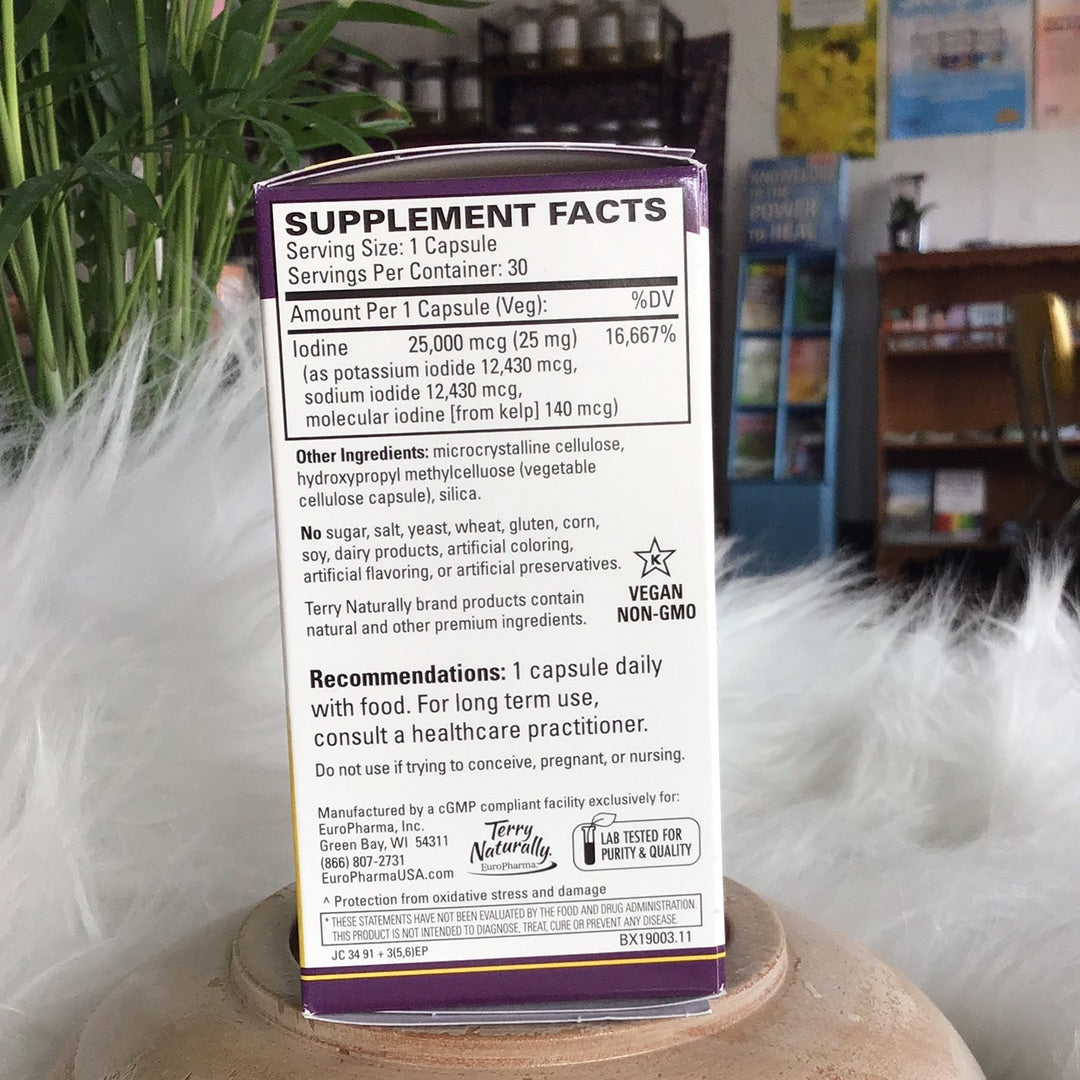 SUPPLEMENT FACTS
Serving Size: 1 Capsule
Servings Per Container: 30
Amount Per 1 Capsule (Veg): %DV
Iodine 25,000 mcg (25 mg) 16,667%
(as potassium iodide 12,430 mcg,
sodium iodide 12,430 mcg,
molecular iodine [from kelp] 140 mcg)
Other Ingredients: microcrystalline cellulose,
hydroxypropyl methylcelluose (vegetable
cellulose capsule), silica.
No sugar, salt, yeast, wheat, gluten, corn,
soy, dairy products, artificial coloring,
artificial flavoring, or artificial preservatives.
K
VEGAN
NON-GMO
Terry Naturally brand products contain
natural and other premium ingredients.
Recommendations: 1 capsule daily
with food. For long term use,
consult a healthcare practitioner.
Do not use if trying to conceive, pregnant, or nursing.
Manufactured by a cGMP compliant facility exclusively for:
EuroPharma, Inc.
Green Bay, WI 54311
(866) 807-2731
EuroPharmaUSA.com
Terry
Naturally.
EuroPharma
LAB TESTED FOR
PURITY & QUALITY
^ Protection from oxidative stress and damage
* THESE STATEMENTS HAVE NOT BEEN EVALUATED BY THE FOOD AND DRUG ADMINISTRATION.
THIS PRODUCT IS NOT INTENDED TO DIAGNOSE, TREAT, CURE OR PREVENT ANY DISEASE.
JC 34 91 + 3(5,6)EP
BX19003.11
KNOWLEDGE
IS THE
POWER
TO HEAL